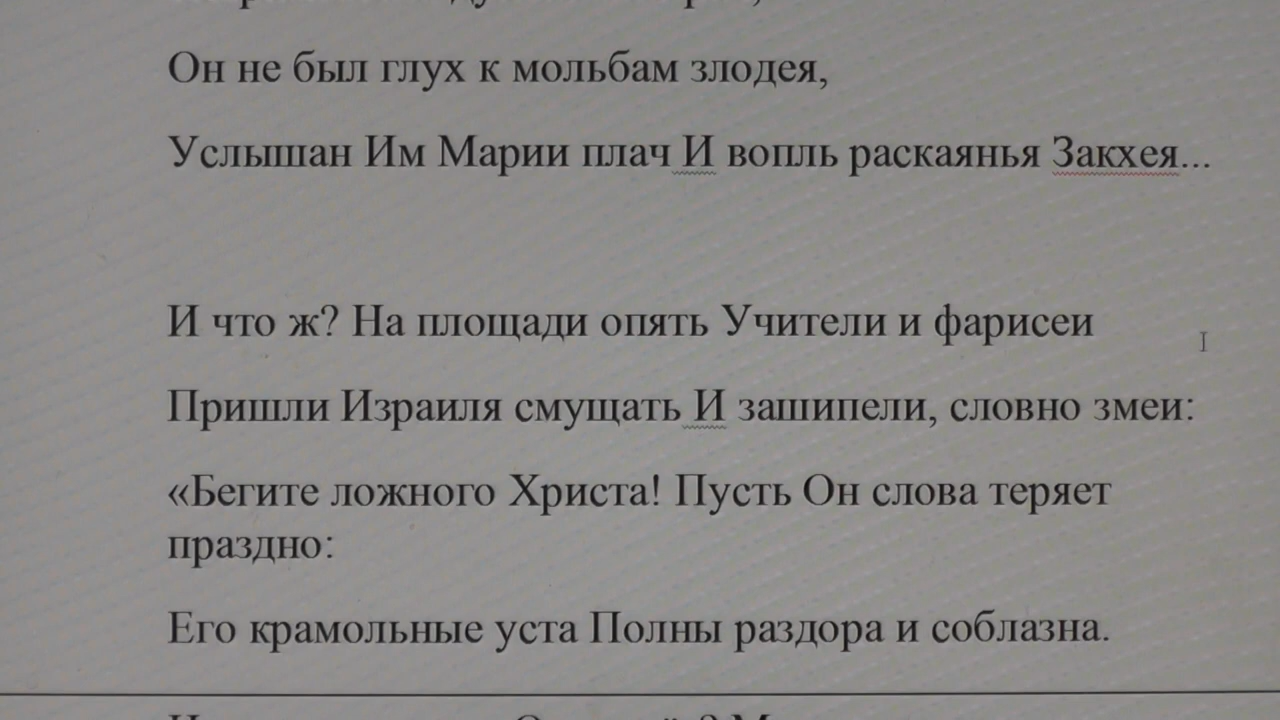 Он не был глух к мольбам злодея,
Услышан Им Марии плач И вопль раскаянья Закхея...
И что ж? На площади опять Учители и фарисеи
Пришли Израиля смущать И зашипели, словно змеи:
«Бегите ложного Христа! Пусть Он слова теряет
праздно:
Его крамольные уста Полны раздора и соблазна.